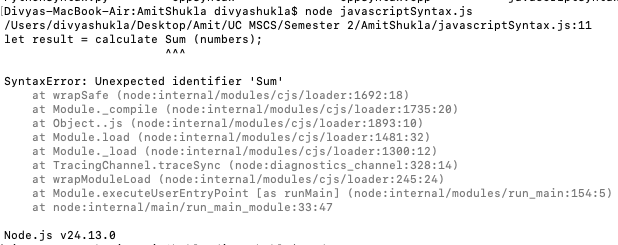 [Divyas-MacBook-Air:AmitShukla divyashukla$ node javascriptSyntax.js
/Users/divyashukla/Desktop/Amit/UC MSCS/Semester 2/AmitShukla/javascriptSyntax.js:11
let result = calculate Sum (numbers);
^^^
SyntaxError: Unexpected identifier 'Sum'
at wrapSafe (node:internal/modules/cjs/loader:1692:18)
at Module._compile (node:internal/modules/cjs/loader:1735:20)
at Object..js (node:internal/modules/cjs/loader:1893:10)
at Module.load (node:internal/modules/cjs/loader:1481:32)
at Module._load (node:internal/modules/cjs/loader:1300:12)
at TracingChannel.traceSync (node:diagnostics_channel:328:14)
at wrapModuleLoad (node:internal/modules/cjs/loader:245:24)
at Module.executeUserEntryPoint [as runMain] (node:internal/modules/run_main:154:5)
at node:internal/main/run_main_module:33:47
Node.js v24.13.0